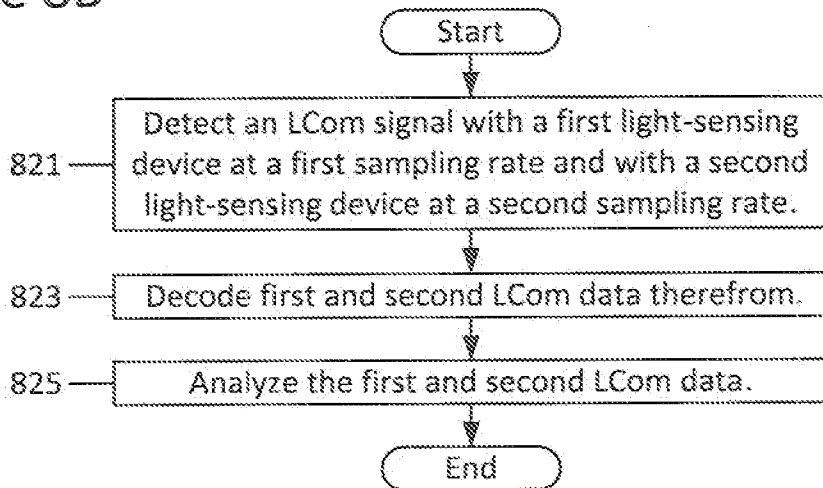 Start
Detect an LCom signal with a first light-sensing
821
device at a first sampling rate and with a second
light-sensing device at a second sampling rate.
823
Decode first and second LCom data therefrom.
825
Analyze the first and second LCom data.
End